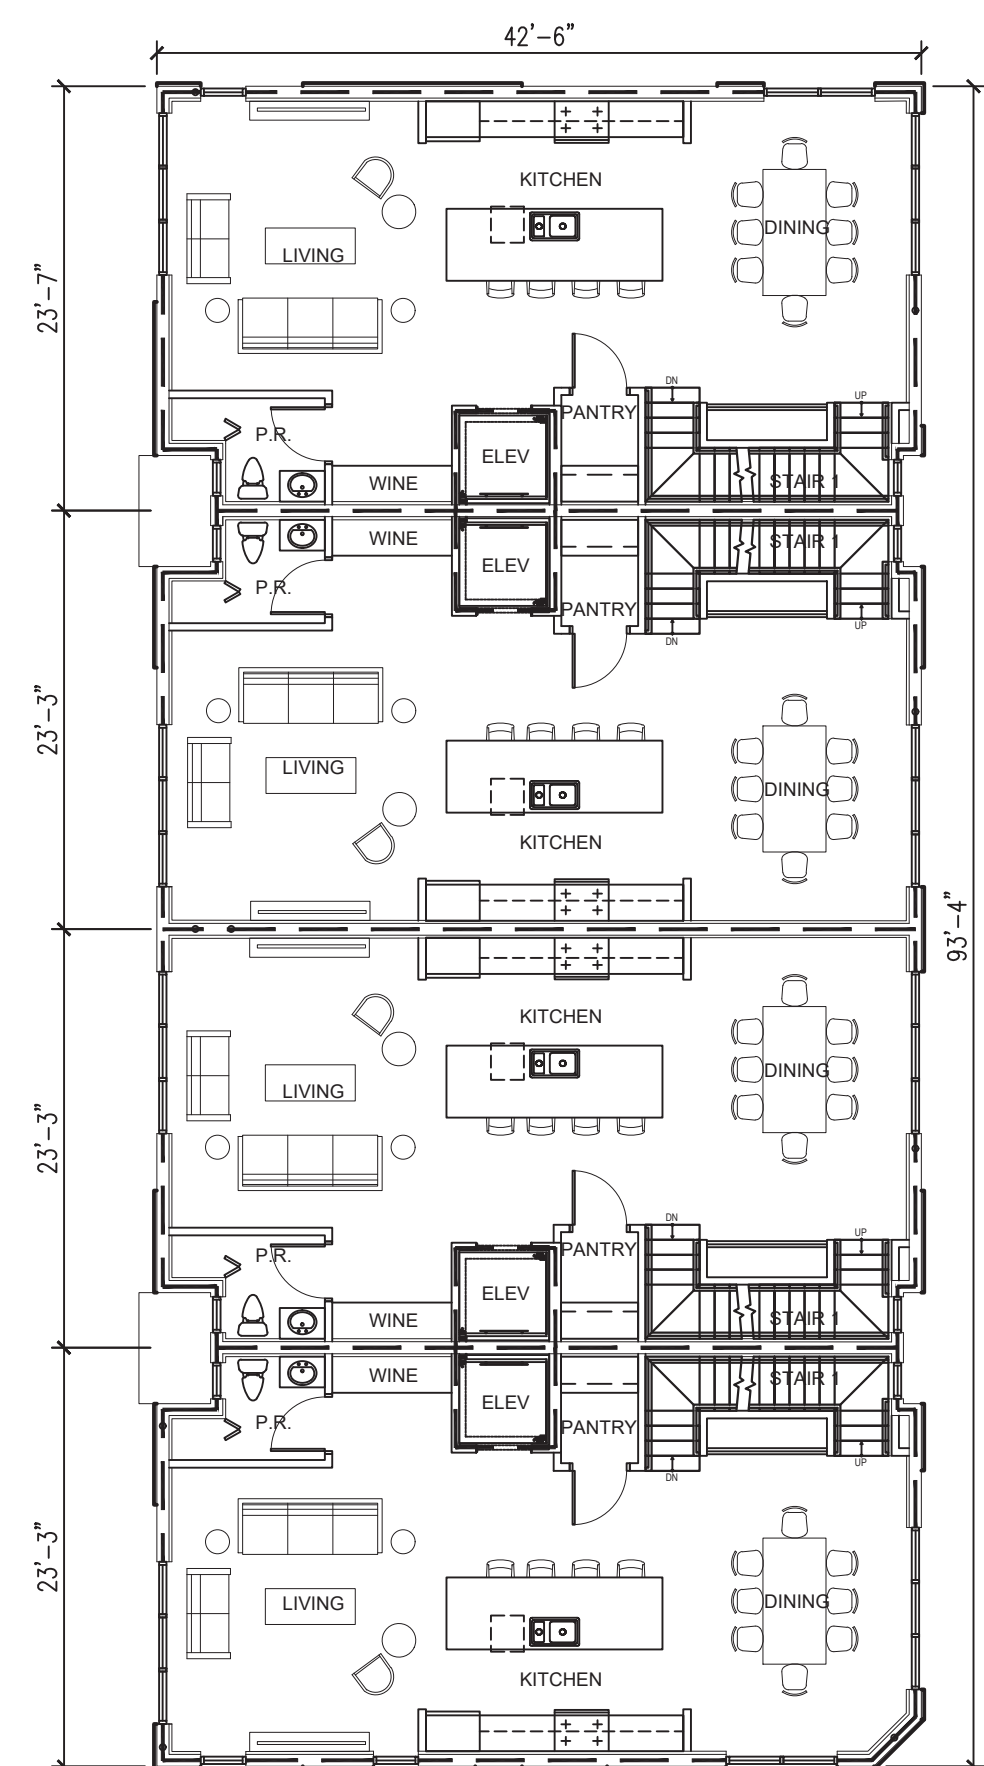 42'-6"
KITCHEN
DINING
LIVING
23'-7"
DN
UP
PANTRY
P.R.
ELEV
WINE
STAIR 1
WINE
STAIR 1
ELEV
P.R.
PANTRY
UP
DN
23'-3"
LIVING
DINING
KITCHEN
93'-4"
KITCHEN
DINING
LIVING
23'-3"
DN
UP
PANTRY
P.R.
ELEV
WINE
STAIR 1
WINE
STAIR 1
ELEV
P.R.
PANTRY
UP
DN
23'-3"
LIVING
DINING
KITCHEN